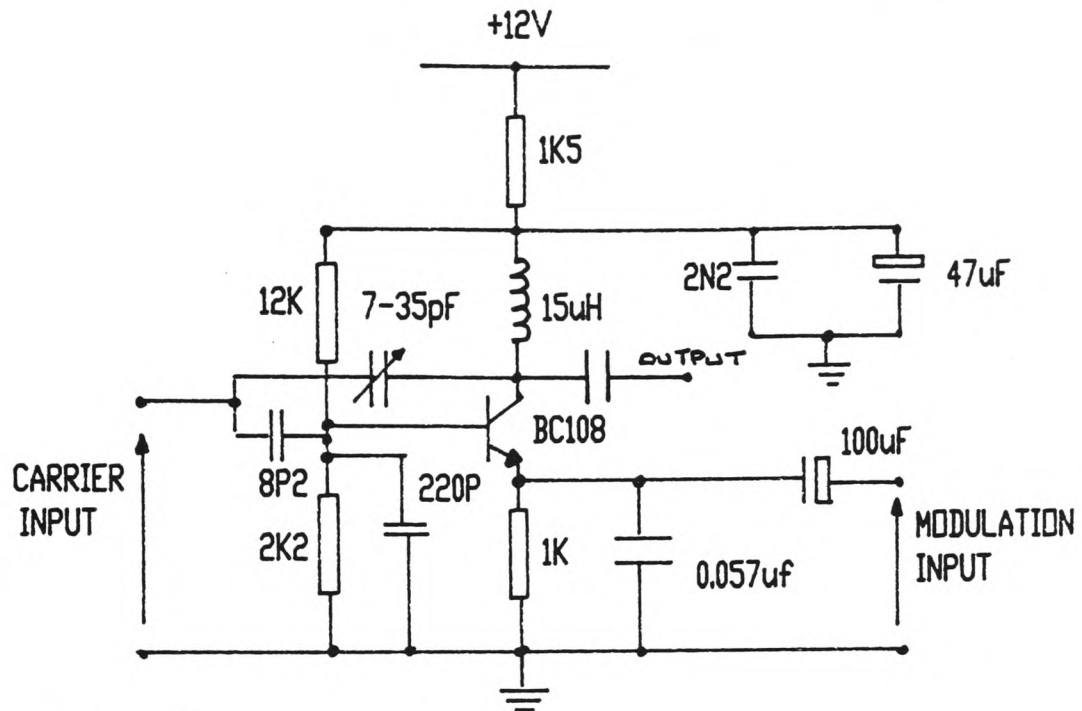 +12V
1K5
12K
7-35pF
15uH
2N2
47uF
OUTPUT
BC108
100uF
CARRIER
INPUT
8P2
220P
2K2
1K
0.057uf
MODULATION
INPUT